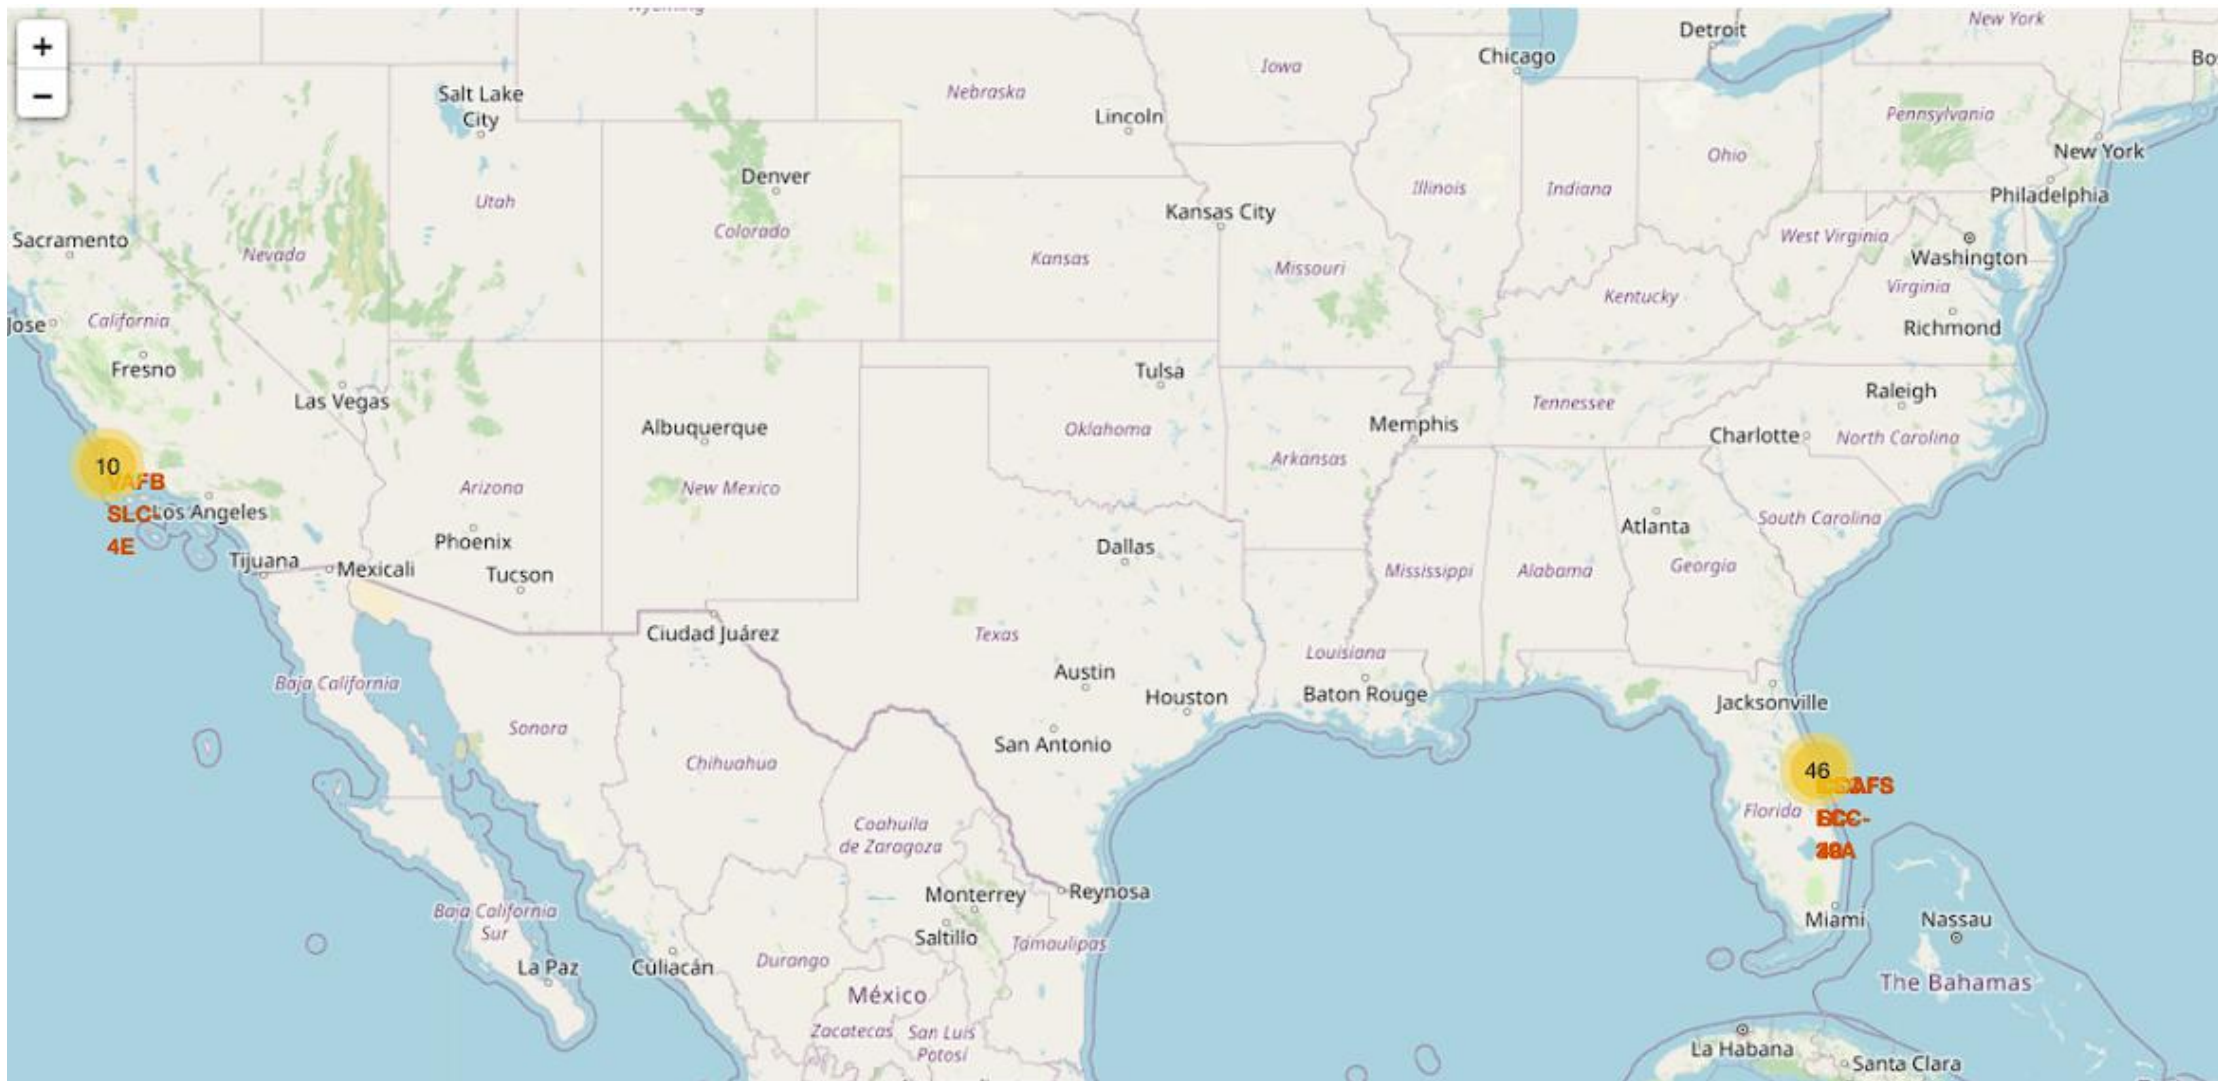 Wyoming
New York
+
Detroit
Chicago
Bo
Iowa
−
Salt Lake
City
Nebraska
Lincoln
Pennsylvania
New York
Ohio
Denver
Utah
Illinois
Indiana
Philadelphia
Kansas City
Sacramento
Colorado
West Virginia
Nevada
Kansas
Missouri
Washington
Virginia
Kentucky
Jose
California
Richmond
Fresno
Tulsa
Raleigh
Las Vegas
Tennessee
Albuquerque
Oklahoma
Memphis
Charlotte
North Carolina
Arkansas
10
VAFB
Arizona
New Mexico
SLC-
Los Angeles
South Carolina
Atlanta
4E
Phoenix
Dallas
Tijuana
Mexicali
Tucson
Mississippi
Alabama
Georgia
Ciudad Juárez
Texas
Louisiana
Austin
Baja California
Houston
Baton Rouge
Jacksonville
Sonora
San Antonio
Chihuahua
46
Florida
Coahuila
de Zaragoza
Monterrey
Reynosa
Baja California
Sur
Miami
Nassau
Saltillo
Tamaulipas
La Paz
Culiacán
Durango
The Bahamas
México
Zacatecas
San Luis
Potosí
La Habana
Santa Clara